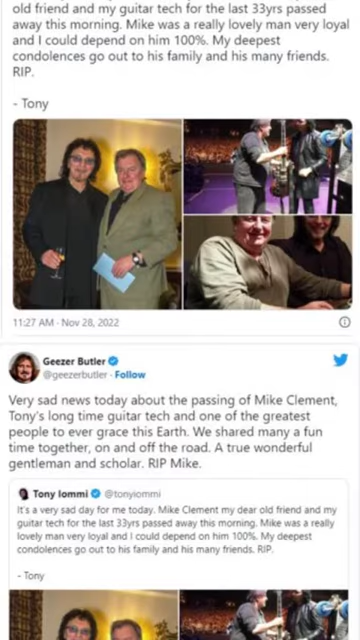 old friend and my guitar tech for the last 33yrs passed
away this morning. Mike was a really lovely man very loyal
and I could depend on him 100%. My deepest
condolences go out to his family and his many friends.
RIP.
- Tony
11:27 AM · Nov 28, 2022
Geezer Butler
@geezerbutler · Follow
Very sad news today about the passing of Mike Clement,
Tony's long time guitar tech and one of the greatest
people to ever grace this Earth. We shared many a fun
time together, on and off the road. A true wonderful
gentleman and scholar. RIP Mike.
Tony Iommi @tonyiommi
It's a very sad day for me today. Mike Clement my dear old friend and my
guitar tech for the last 33yrs passed away this morning. Mike was a really
lovely man very loyal and I could depend on him 100%. My deepest
condolences go out to his family and his many friends. RIP.
- Tony